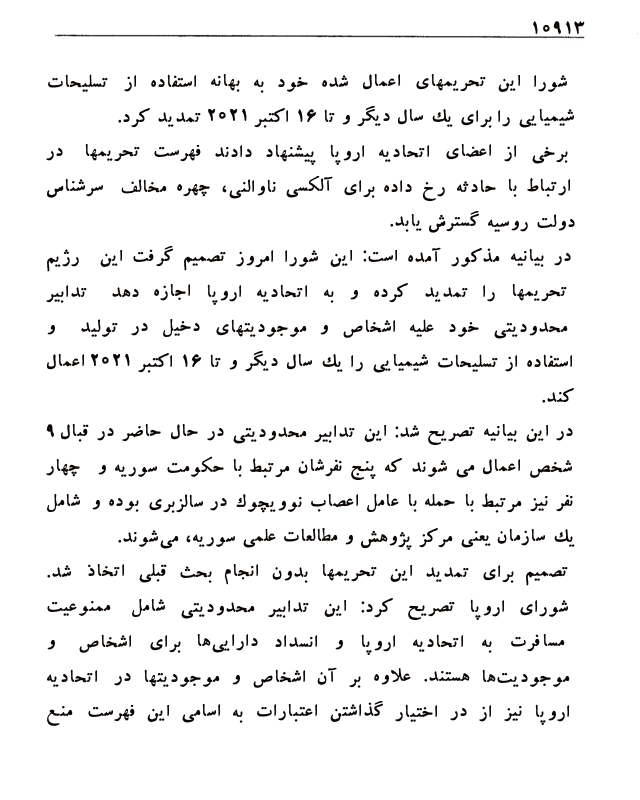 ۱۰۹۱۳
شورا این تحریمهای اعمال شده خود به بهانه استفاده از تسلیحات
شیمیایی را برای یك سال دیگر و تا ۱۶ اکتبر ۲۰۲۱ تمدید کرد.
برخی از اعضای اتحادیه اروپا پیشنهاد دادند فهرست تحریمها در
ارتباط با حادثه رخ داده برای آلکسی ناوالنی، چهره مخالف سرشناس
دولت روسیه گسترش یابد.
در بیانیه مذکور آمده است: این شورا امروز تصمیم گرفت این رژیم
تحریمها را تمدید کرده و به اتحادیه اروپا اجازه دهد تدابیر
محدودیتی خود علیه اشخاص و موجودیتهای دخیل در تولید و
استفاده از تسلیحات شیمیایی را یك سال دیگر و تا ۱۶ اکتبر ۲۰۲۱ اعمال
کند.
در این بیانیه تصریح شد: این تدابیر محدودیتی در حال حاضر در قبال ۹
شخص اعمال می شوند که پنج نفرشان مرتبط با حکومت سوریه و چهار
نفر نیز مرتبط با حمله با عامل اعصاب نوویچوك در سالزبری بوده و شامل
یك سازمان یعنی مرکز پژوهش و مطالعات علمی سوریه، می‌شوند.
تصمیم برای تمدید این تحریمها بدون انجام بحث قبلی اتخاذ شد.
شورای اروپا تصریح کرد: این تدابیر محدودیتی شامل ممنوعیت
مسافرت به اتحادیه اروپا و انسداد دارایی‌ها برای اشخاص و
موجودیت‌ها هستند. علاوه بر آن اشخاص و موجودیتها در اتحادیه
اروپا نیز از در اختیار گذاشتن اعتبارات به اسامی این فهرست منع